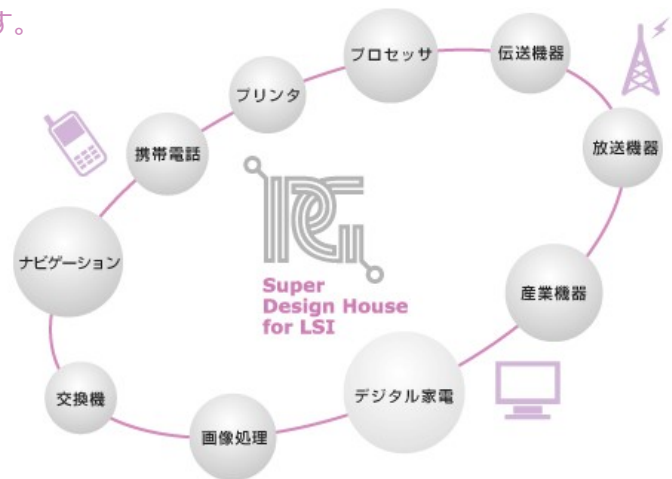 す。
プロセッサ
伝送機器
プリンタ
携帯電話
放送機器
ナビゲーション
Super
Design House
for LSI
産業機器
デジタル家電
交換機
画像処理